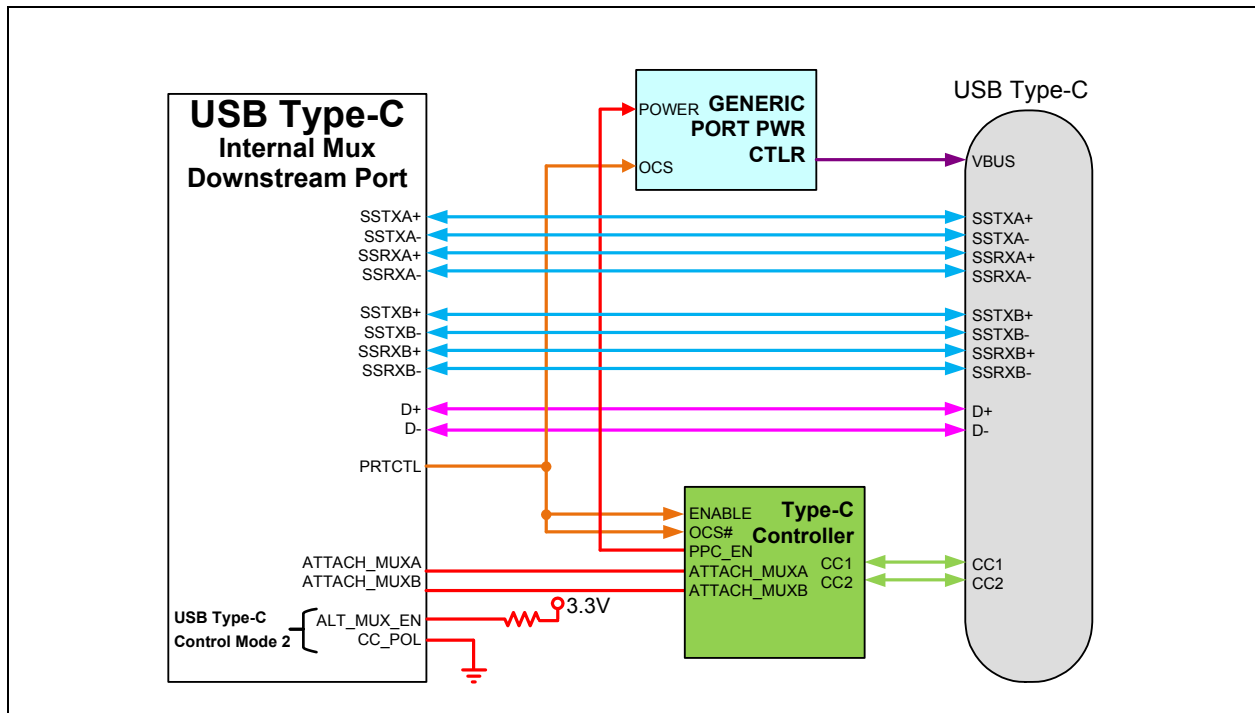 USB Type-C
Internal Mux
Downstream Port
SSTXA+
SSTXA-
SSRXA+
SSRXA-
SSTXB+
SSTXB-
SSRXB+
SSRXB-
D+
D-
PRTCTL
ATTACH_MUXA
ATTACH_MUXB
USB Type-C
Control Mode 2
ALT_MUX_EN
CC_POL
3.3V
POWER
OCS
GENERIC
PORT PWR
CTLR
ENABLE
OCS#
PPC_EN
ATTACH_MUXA
ATTACH_MUXB
Type-C
Controller
CC1
CC2
USB Type-C
VBUS
SSTXA+
SSTXA-
SSRXA+
SSRXA-
SSTXB+
SSTXB-
SSRXB+
SSRXB-
D+
D-
CC1
CC2